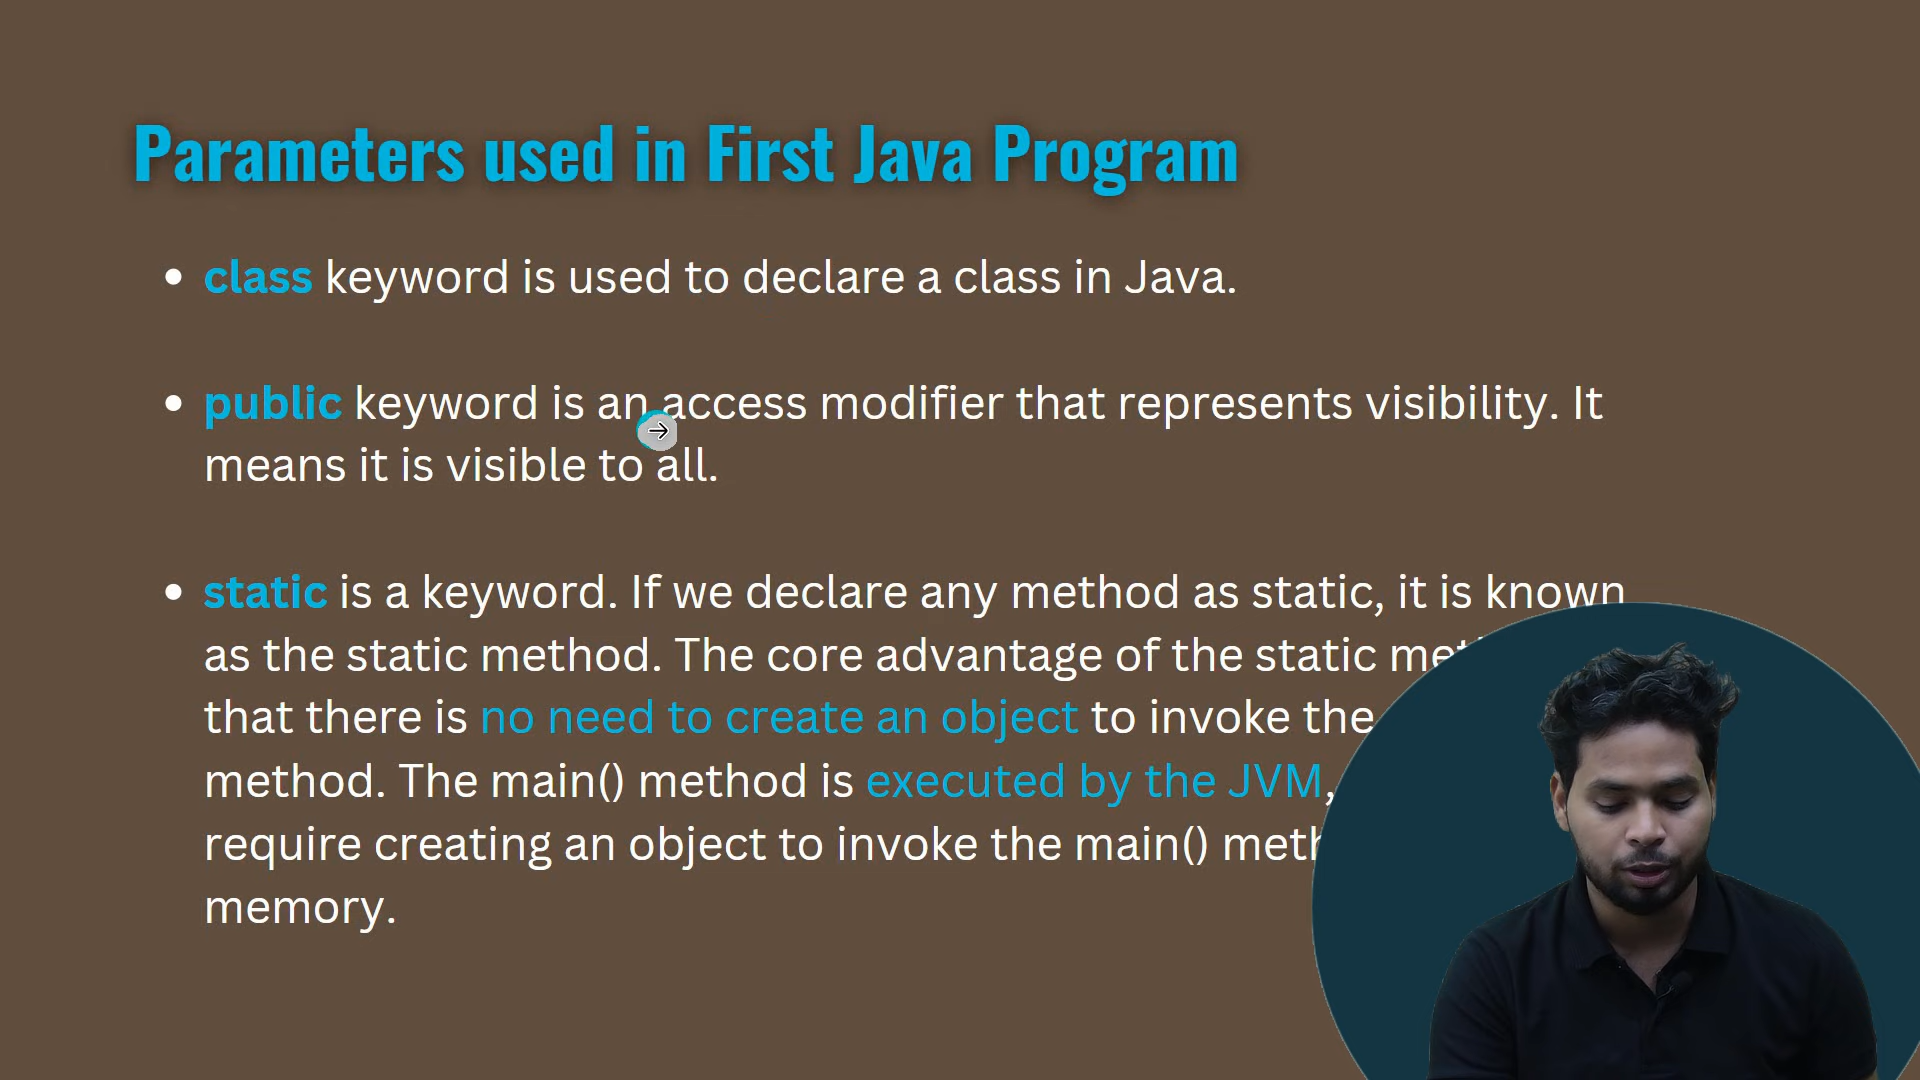 Parameters used in First Java Program
• class keyword is used to declare a class in Java.
• public keyword is an access modifier that represents visibility. It
means it is visible to all.
• static is a keyword. If we declare any method as static, it is known
as the static method. The core advantage of the static
that there is no need to create an object to invoke the
method. The main() method is executed by the JVM,
require creating an object to invoke the main()
memory.